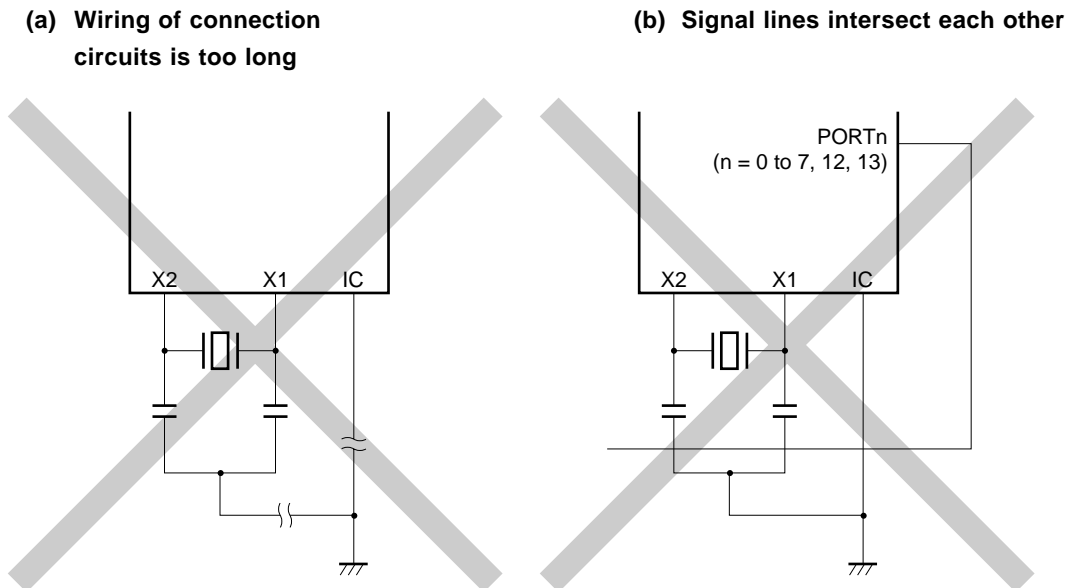 (a) Wiring of connection
circuits is too long
X2 X1 IC
(b) Signal lines intersect each other
PORTn
(n = 0 to 7, 12, 13)
X2 X1 IC